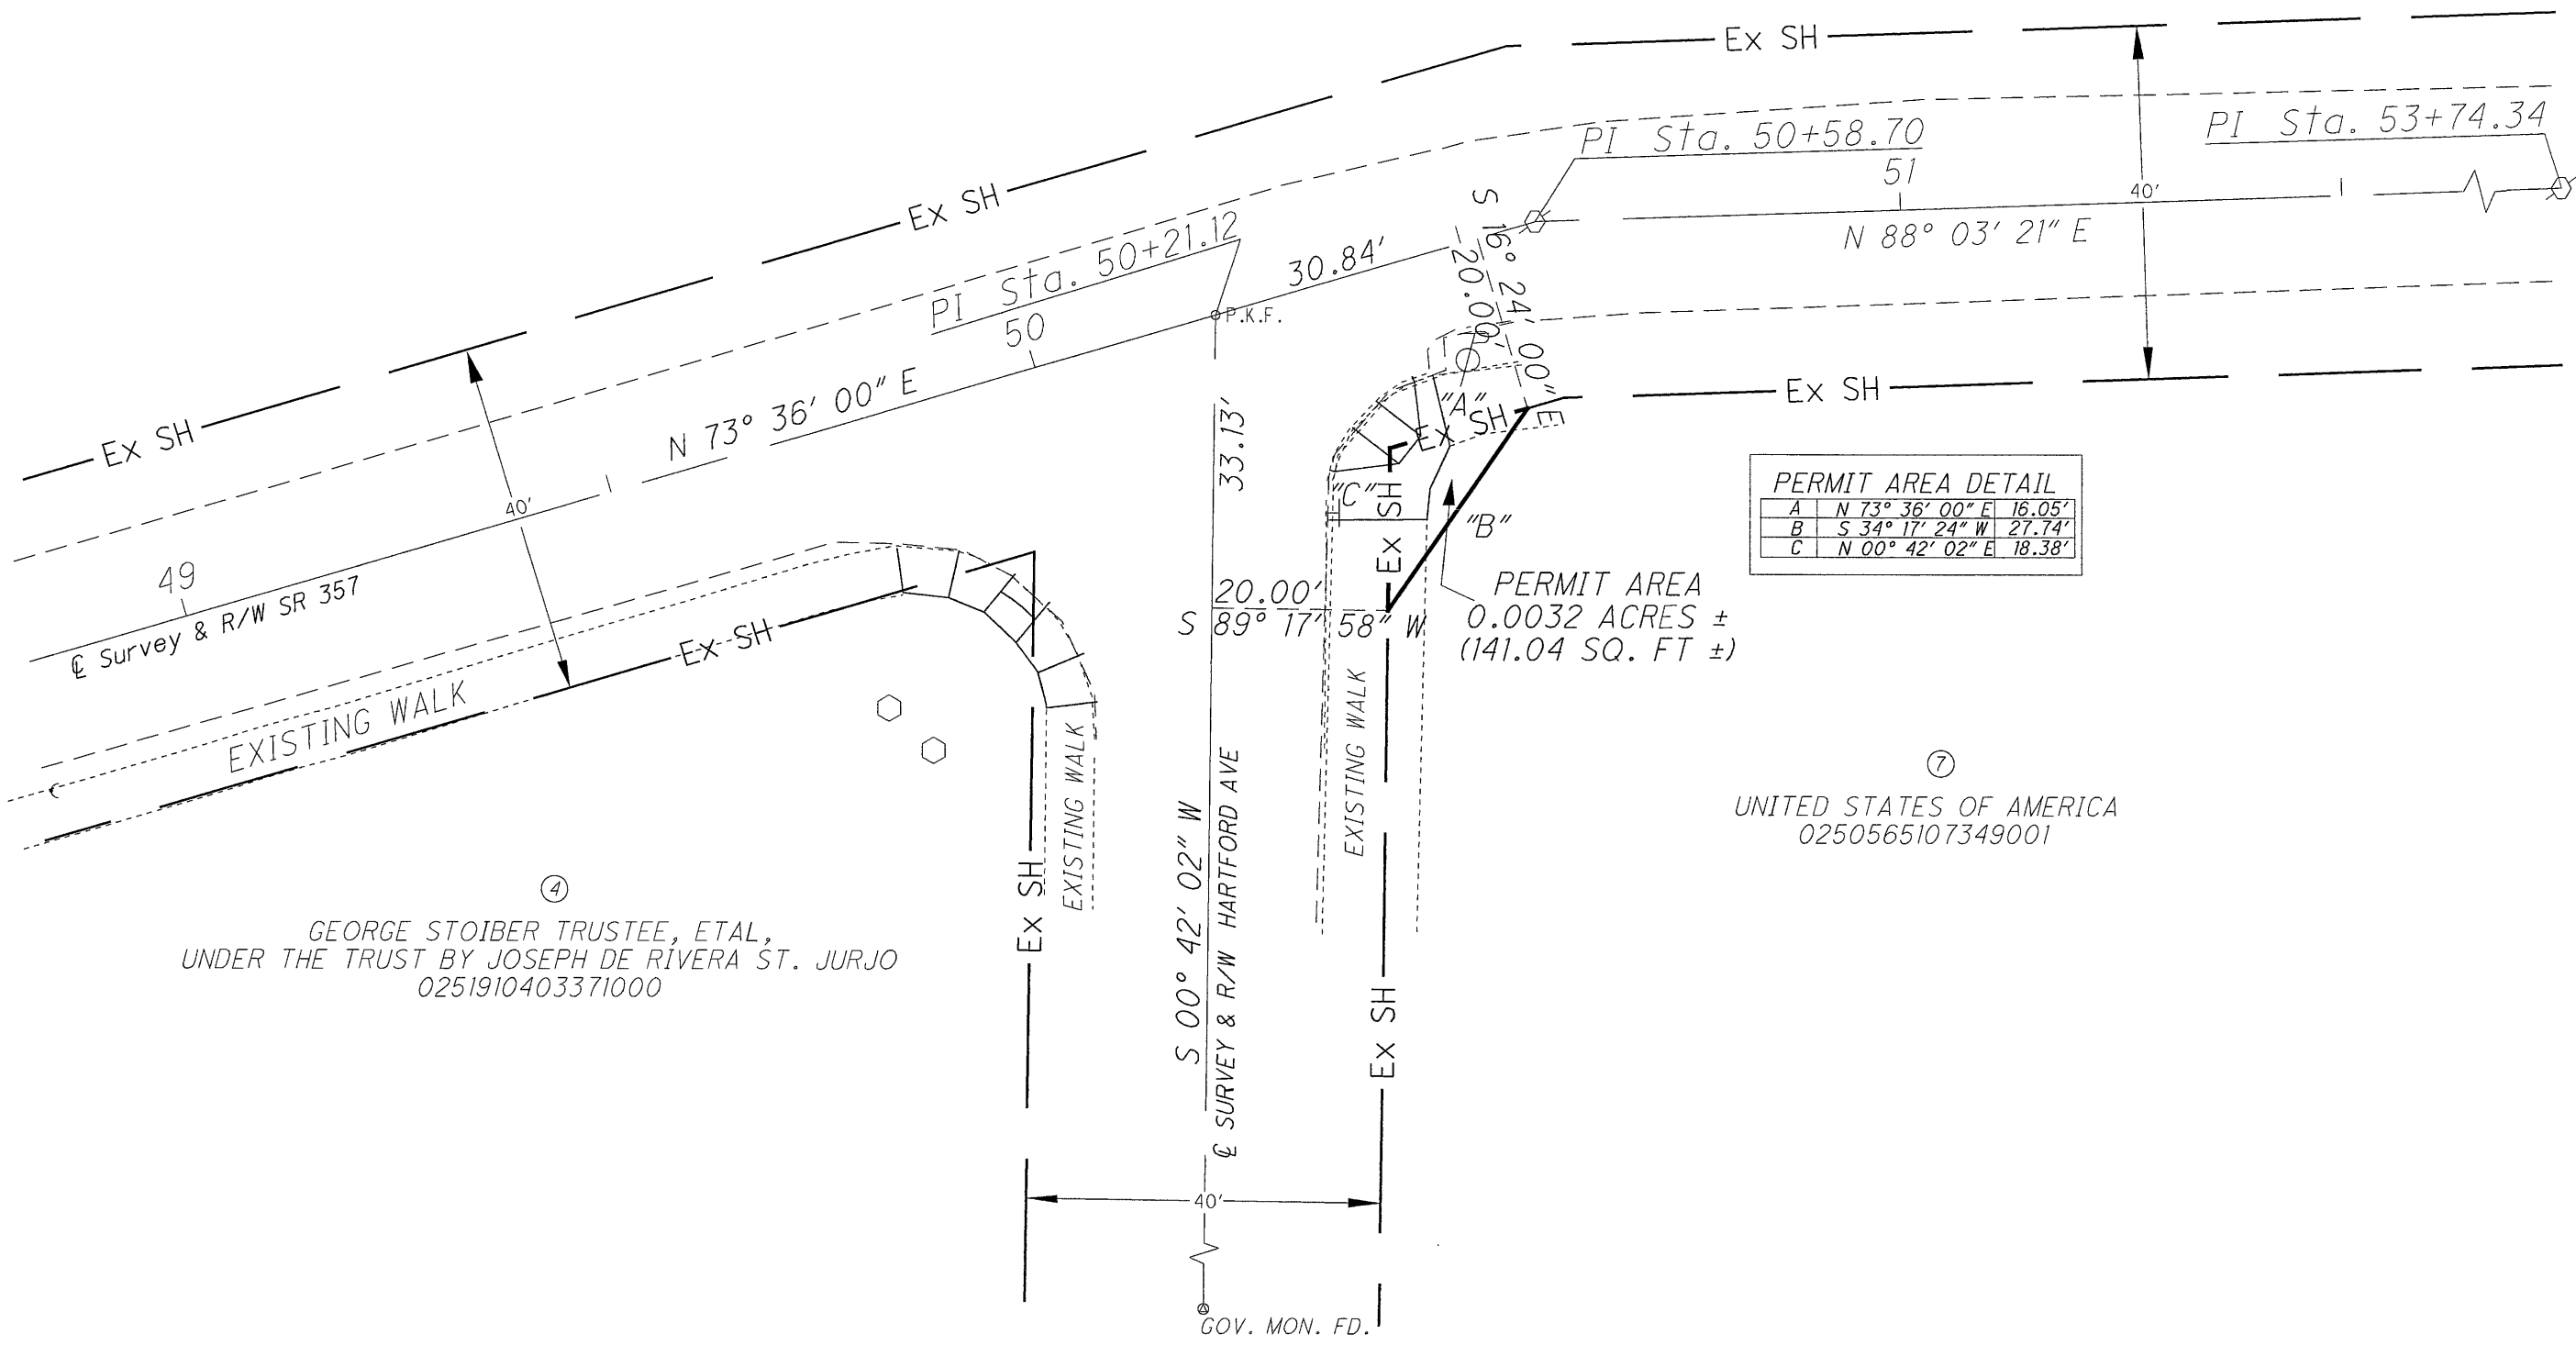 Ex SH
PI Sta. 50+58.70
51
PI Sta. 53+74.34
40'
N 88° 03' 21" E
Ex SH
S 16° 24' 00" E
20.00'
30.84'
PI Sta. 50+21.12
50
P.K.F.
Ex SH
N 73° 36' 00" E
40'
33.13'
"A"
Ex SH
Ex SH
"C"
Ex SH
"B"
PERMIT AREA DETAIL
A N 73° 36' 00" E 16.05'
B S 34° 17' 24" W 27.74'
C N 00° 42' 02" E 18.38'
PERMIT AREA
0.0032 ACRES ±
(141.04 SQ. FT ±)
20.00'
S 89° 17' 58" W
49
℄ Survey & R/W SR 357
Ex SH
EXISTING WALK
EXISTING WALK
EXISTING WALK
S 00° 42' 02" W
℄ SURVEY & R/W HARTFORD AVE
7
UNITED STATES OF AMERICA
0250565107349001
4
GEORGE STOIBER TRUSTEE, ETAL,
UNDER THE TRUST BY JOSEPH DE RIVERA ST. JURJO
0251910403371000
Ex SH
Ex SH
40'
GOV. MON. FD.